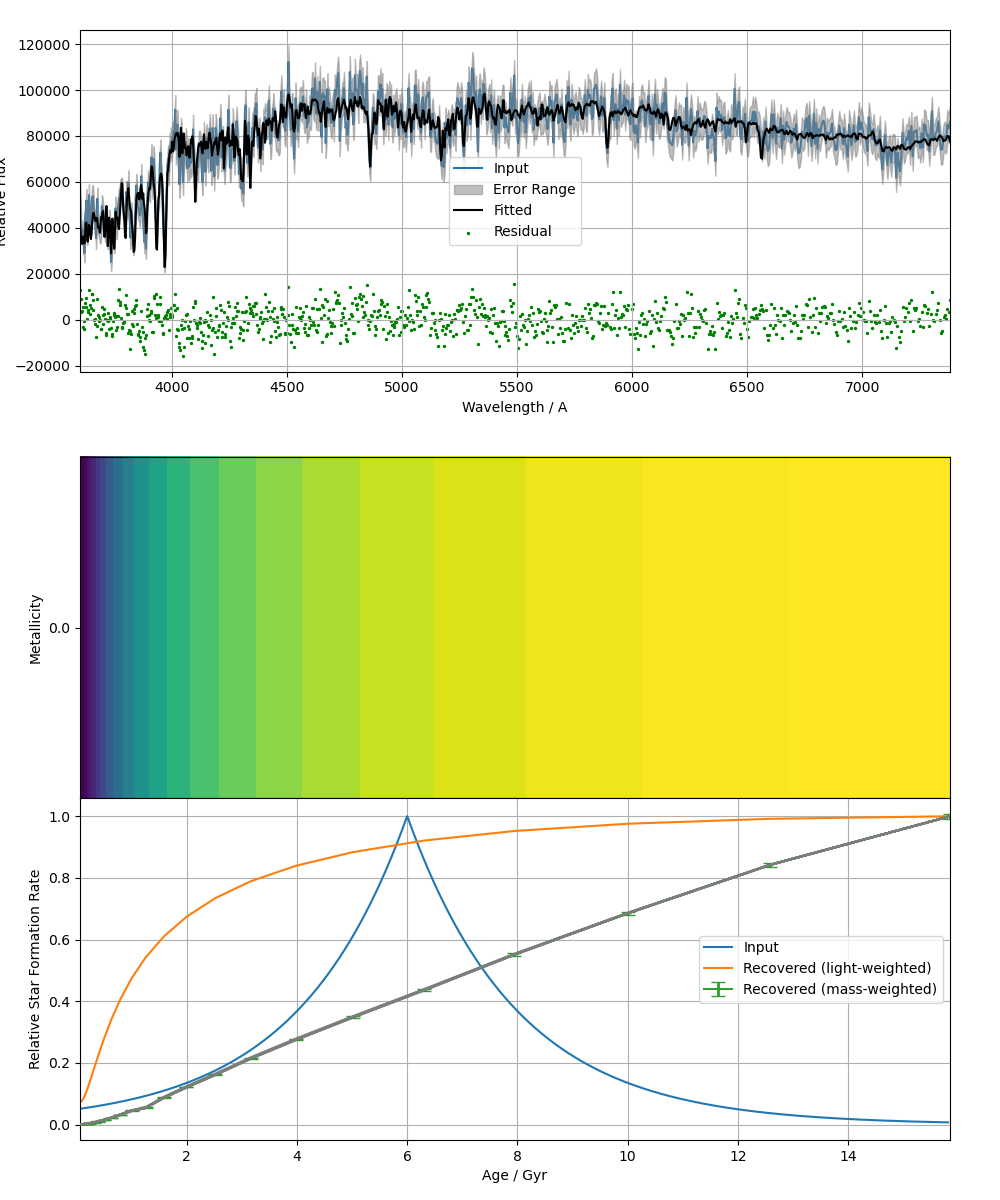 120000
100000
80000
60000
40000
20000
0
−20000
Relative Flux
Input
Error Range
Fitted
Residual
4000
4500
5000
5500
6000
6500
7000
Wavelength / A
Metallicity
0.0
1.0
0.8
0.6
0.4
0.2
0.0
Relative Star Formation Rate
Input
Recovered (light-weighted)
Recovered (mass-weighted)
2
4
6
8
10
12
14
Age / Gyr